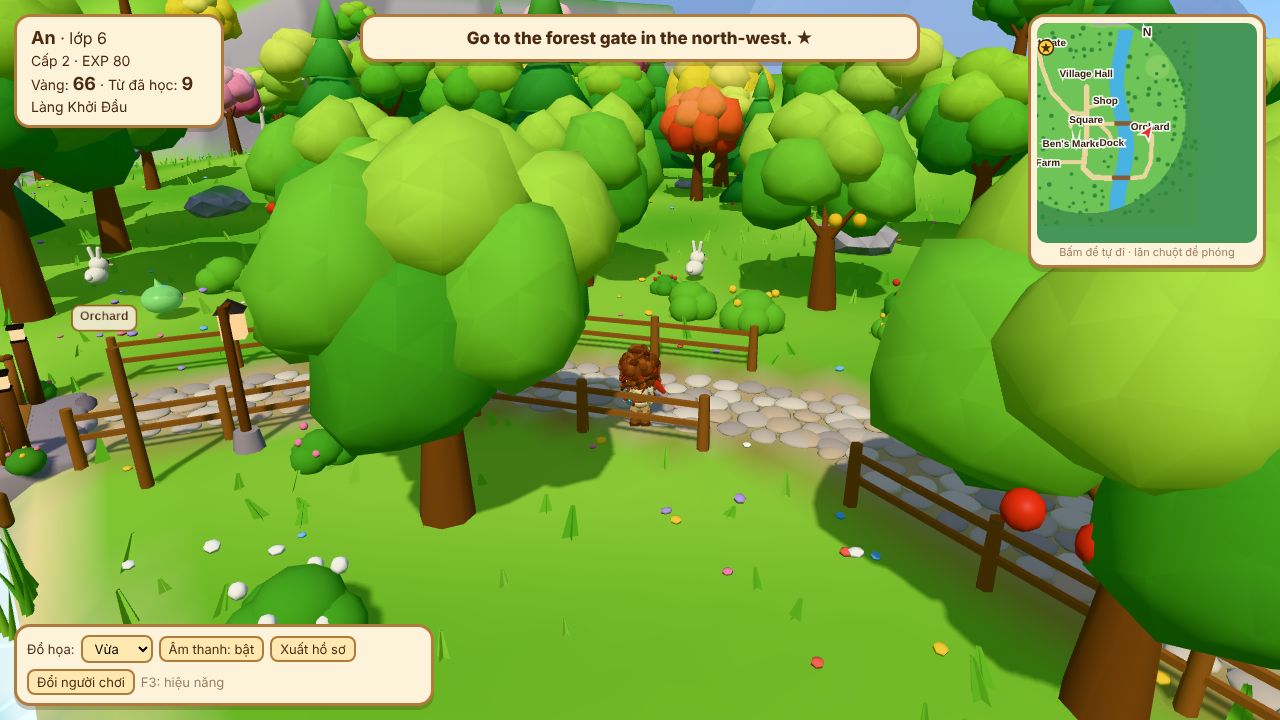 An · lớp 6
Cấp 2 · EXP 80
Vàng: 66 · Từ đã học: 9
Làng Khởi Đầu
Go to the forest gate in the north-west. ★
N
Village Hall
Shop
Square
Orchard
Ben's Marke
Dock
Farm
Bấm để tự đi · lăn chuột để phóng
Orchard
Đồ họa: Vừa
Âm thanh: bật
Xuất hồ sơ
Đổi người chơi
F3: hiệu năng